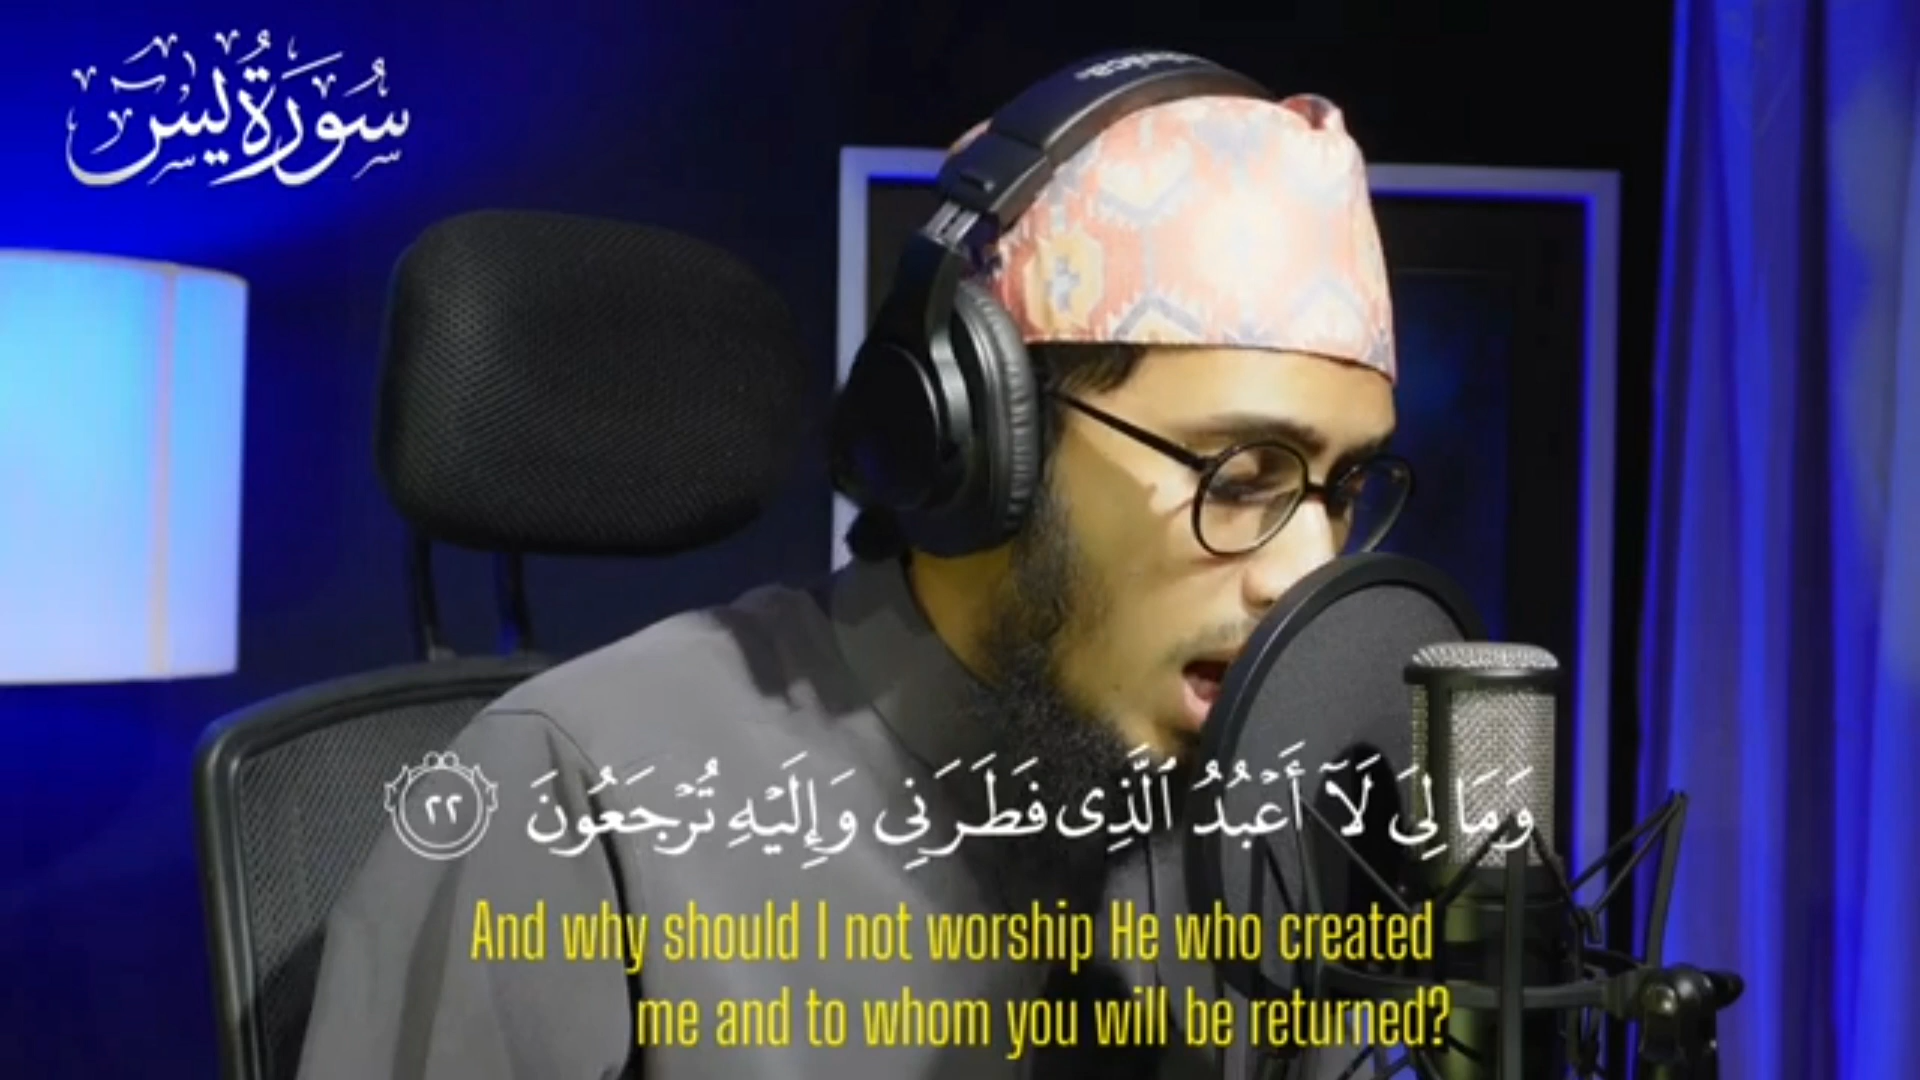 سُورَةُ يسٓ
وَمَا لِىَ لَآ أَعْبُدُ ٱلَّذِى فَطَرَنِى وَإِلَيْهِ تُرْجَعُونَ ٢٢
And why should I not worship He who created
me and to whom you will be returned?